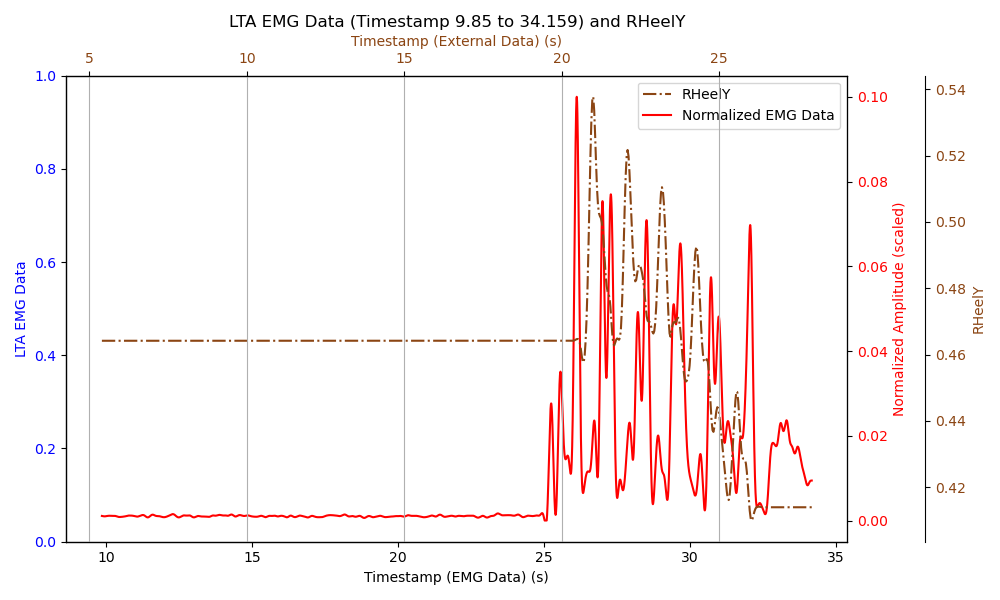 LTA EMG Data (Timestamp 9.85 to 34.159) and RHeelY
Timestamp (External Data) (s)
5 10 15 20 25
1.0
0.8
0.6
0.4
0.2
0.0
LTA EMG Data
RHeelY
Normalized EMG Data
0.10
0.08
0.06
0.04
0.02
0.00
Normalized Amplitude (scaled)
0.54
0.52
0.50
0.48
0.46
0.44
0.42
RHeelY
10 15 20 25 30 35
Timestamp (EMG Data) (s)